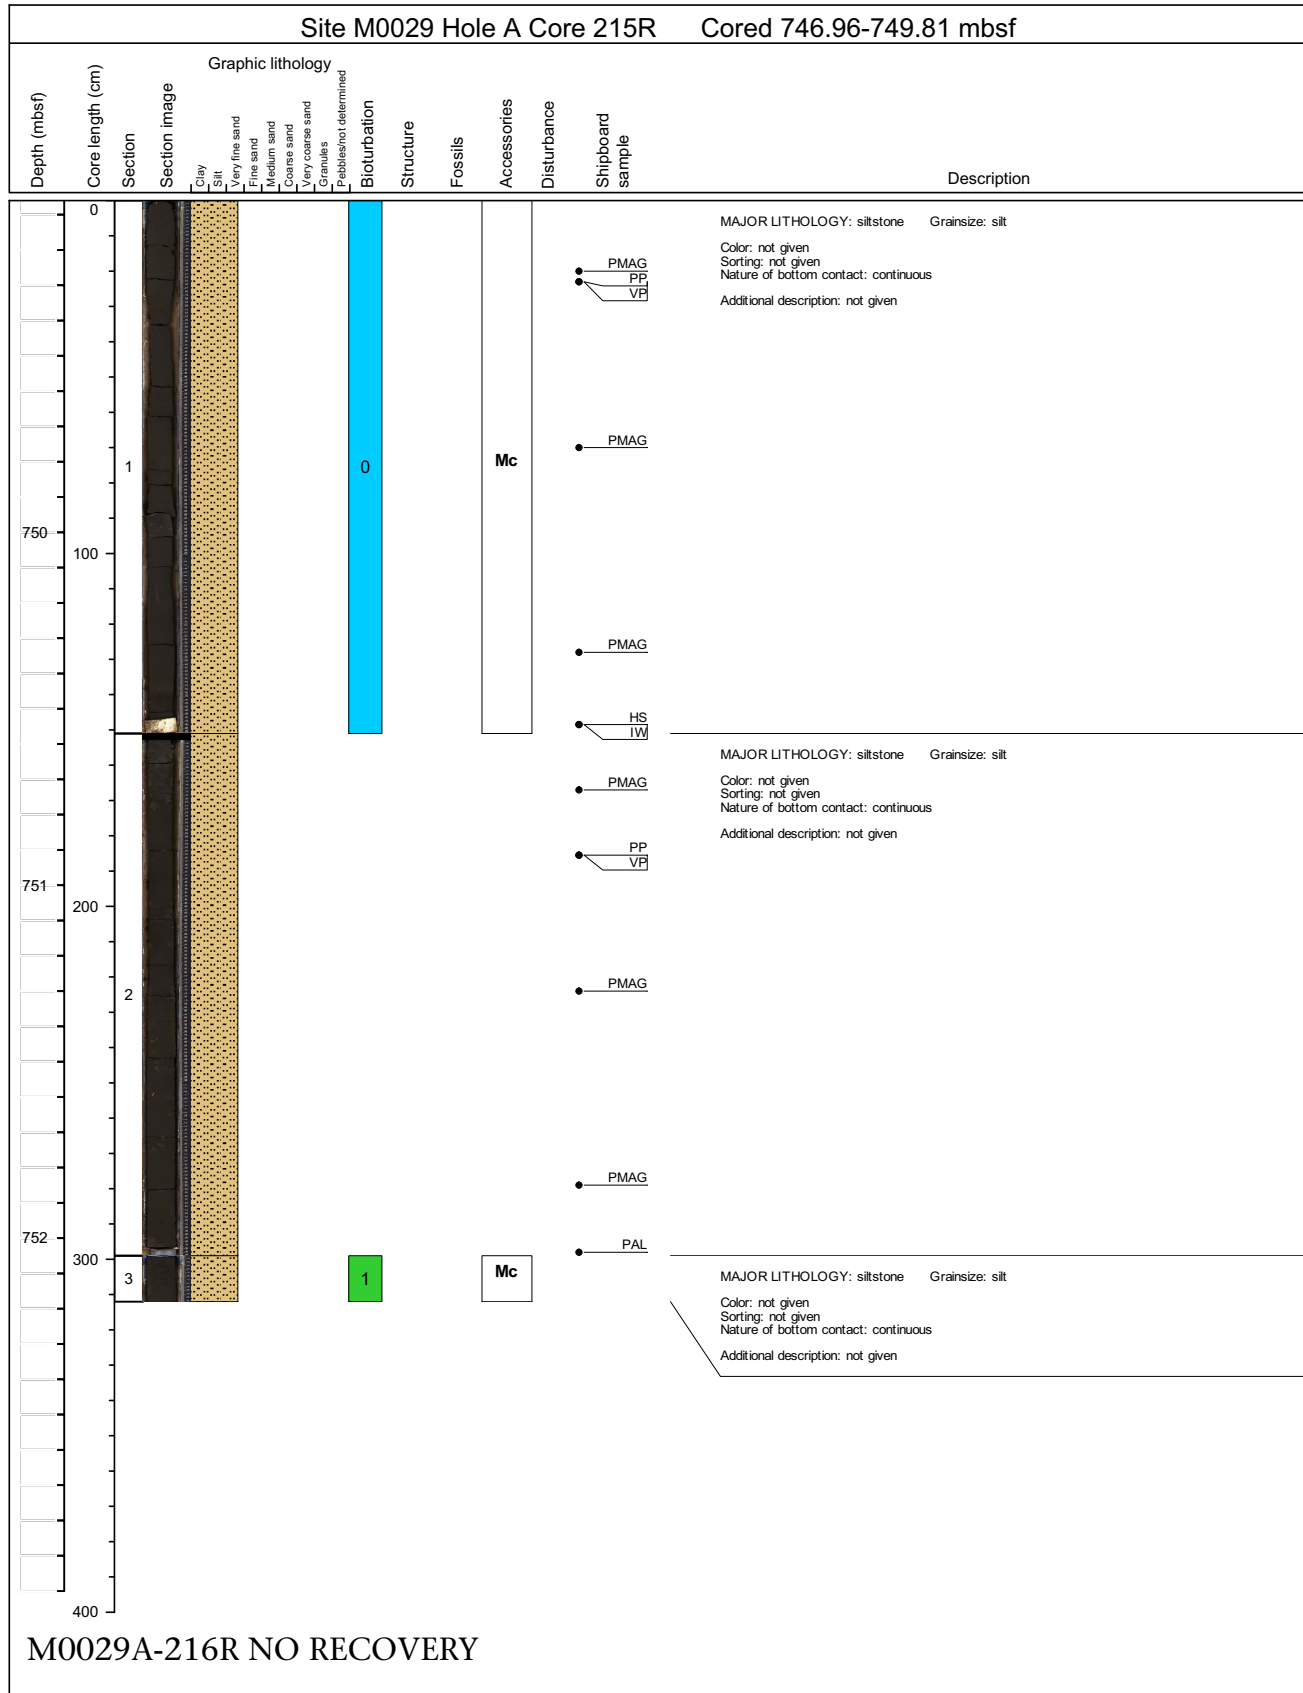 Site M0029 Hole A Core 215R Cored 746.96-749.81 mbsf
Graphic lithology
Depth (mbsf)
Core length (cm)
Section
Section image
Clay
Silt
Very fine sand
Fine sand
Medium sand
Coarse sand
Very coarse sand
Granules
Pebbles/not determined
Bioturbation
Structure
Fossils
Accessories
Disturbance
Shipboard
sample
Description
0
MAJOR LITHOLOGY: siltstone Grainsize: silt
Color: not given
Sorting: not given
Nature of bottom contact: continuous
Additional description: not given
PMAG
PP
VP
PMAG
1
0
Mc
750
100
PMAG
HS
IW
MAJOR LITHOLOGY: siltstone Grainsize: silt
Color: not given
Sorting: not given
Nature of bottom contact: continuous
Additional description: not given
PMAG
PP
VP
751
200
2
PMAG
PMAG
752
PAL
300
3
1
Mc
MAJOR LITHOLOGY: siltstone Grainsize: silt
Color: not given
Sorting: not given
Nature of bottom contact: continuous
Additional description: not given
400
M0029A-216R NO RECOVERY